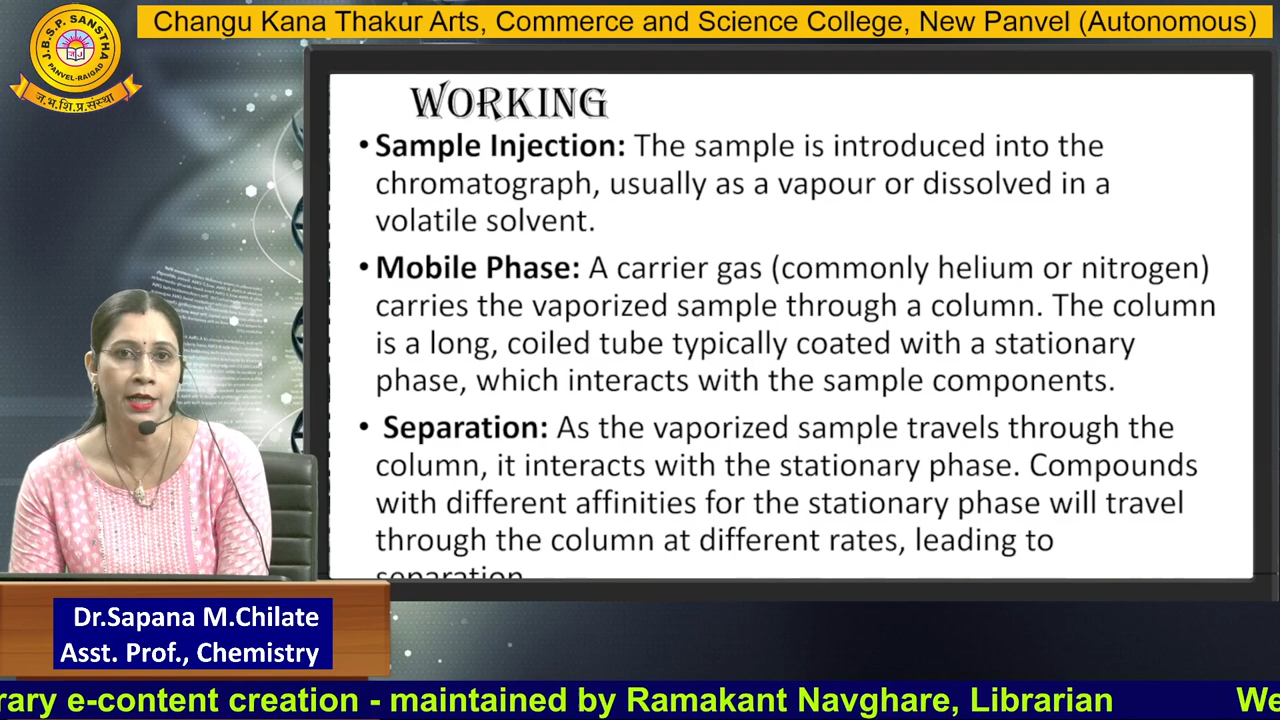 Changu Kana Thakur Arts, Commerce and Science College, New Panvel (Autonomous)
J.B.S.P. SANSTHA
PANVEL-RAIGAD
ज.भ.शि.प्र.संस्था
WORKING
• Sample Injection: The sample is introduced into the
chromatograph, usually as a vapour or dissolved in a
volatile solvent.
• Mobile Phase: A carrier gas (commonly helium or nitrogen)
carries the vaporized sample through a column. The column
is a long, coiled tube typically coated with a stationary
phase, which interacts with the sample components.
• Separation: As the vaporized sample travels through the
column, it interacts with the stationary phase. Compounds
with different affinities for the stationary phase will travel
through the column at different rates, leading to
separation
Dr.Sapana M.Chilate
Asst. Prof., Chemistry
rary e-content creation - maintained by Ramakant Navghare, Librarian
We